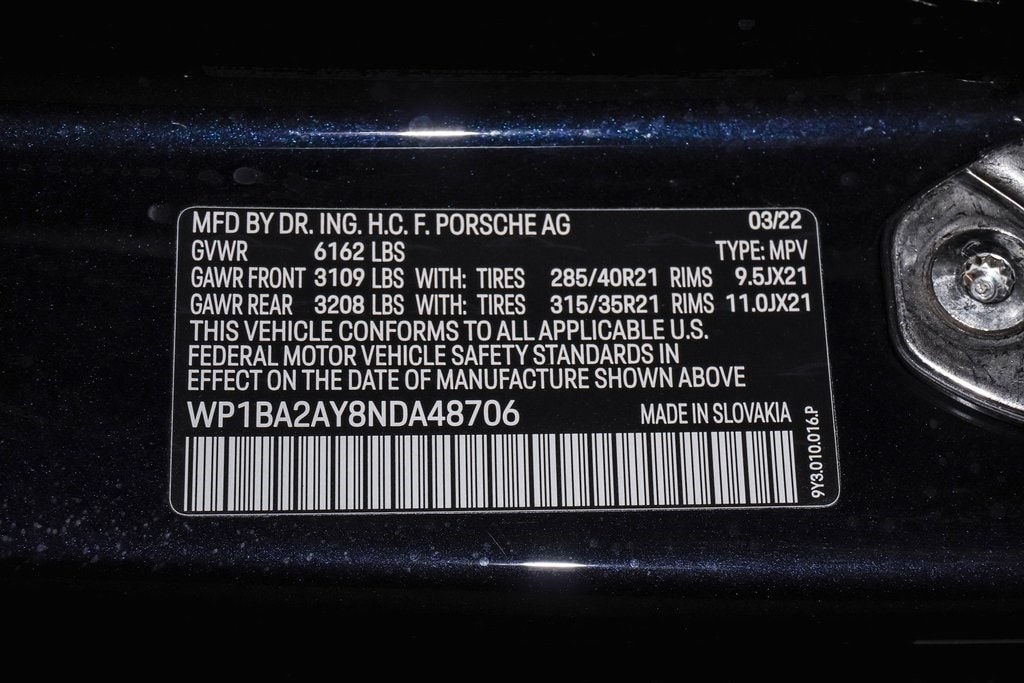 MFD BY DR. ING. H.C. F. PORSCHE AG 03/22
GVWR 6162 LBS TYPE: MPV
GAWR FRONT 3109 LBS WITH: TIRES 285/40R21 RIMS 9.5JX21
GAWR REAR 3208 LBS WITH: TIRES 315/35R21 RIMS 11.0JX21
THIS VEHICLE CONFORMS TO ALL APPLICABLE U.S.
FEDERAL MOTOR VEHICLE SAFETY STANDARDS IN
EFFECT ON THE DATE OF MANUFACTURE SHOWN ABOVE
WP1BA2AY8NDA48706 MADE IN SLOVAKIA
9Y3.010.016.P